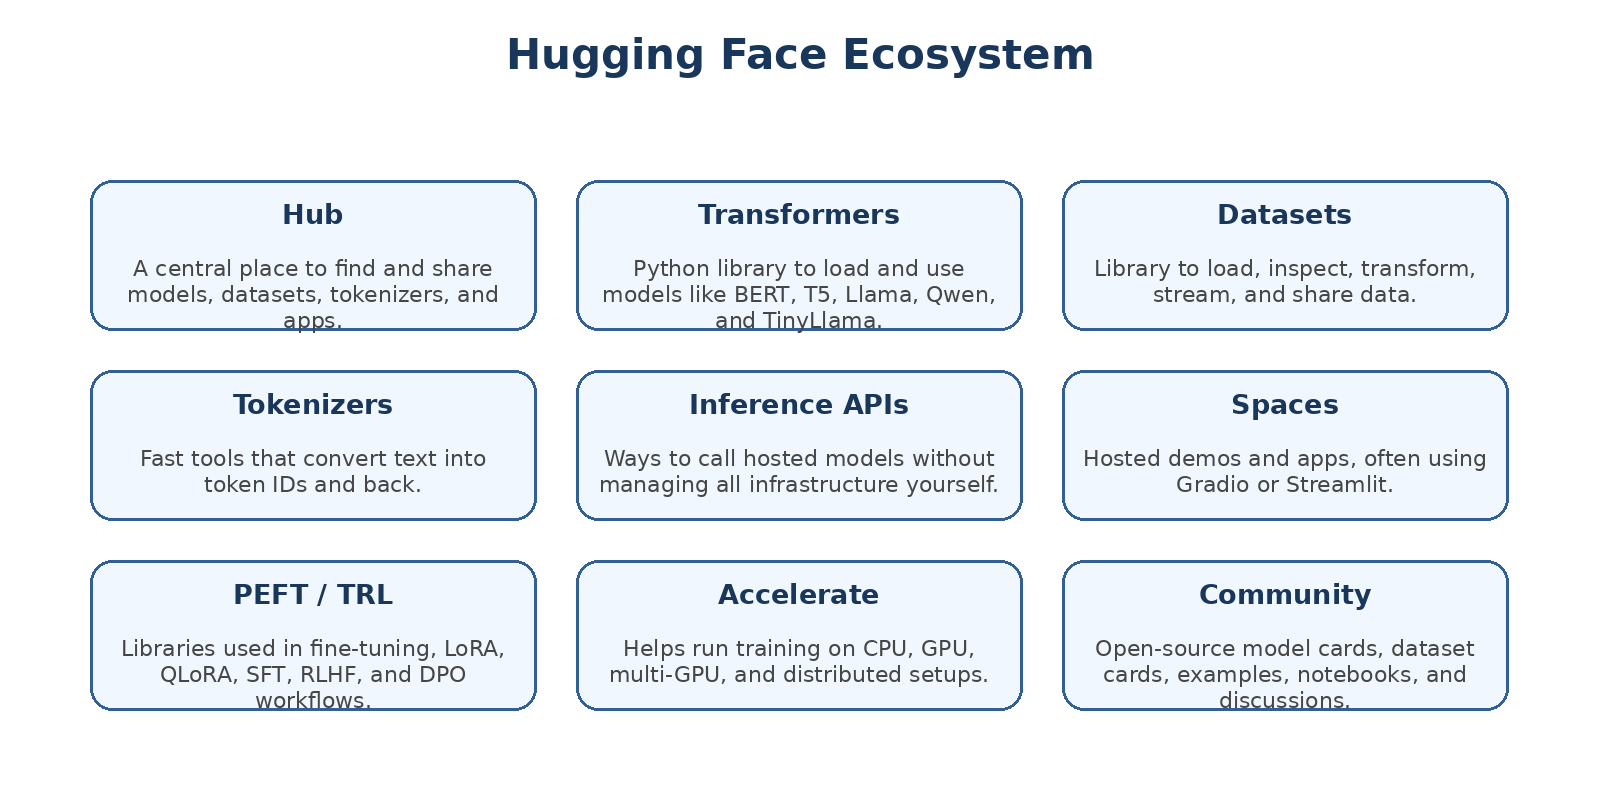 Hugging Face Ecosystem
Hub
A central place to find and share
models, datasets, tokenizers, and
apps.
Transformers
Python library to load and use
models like BERT, T5, Llama, Qwen,
and TinyLlama.
Datasets
Library to load, inspect, transform,
stream, and share data.
Tokenizers
Fast tools that convert text into
token IDs and back.
Inference APIs
Ways to call hosted models without
managing all infrastructure yourself.
Spaces
Hosted demos and apps, often using
Gradio or Streamlit.
PEFT / TRL
Libraries used in fine-tuning, LoRA,
QLoRA, SFT, RLHF, and DPO
workflows.
Accelerate
Helps run training on CPU, GPU,
multi-GPU, and distributed setups.
Community
Open-source model cards, dataset
cards, examples, notebooks, and
discussions.